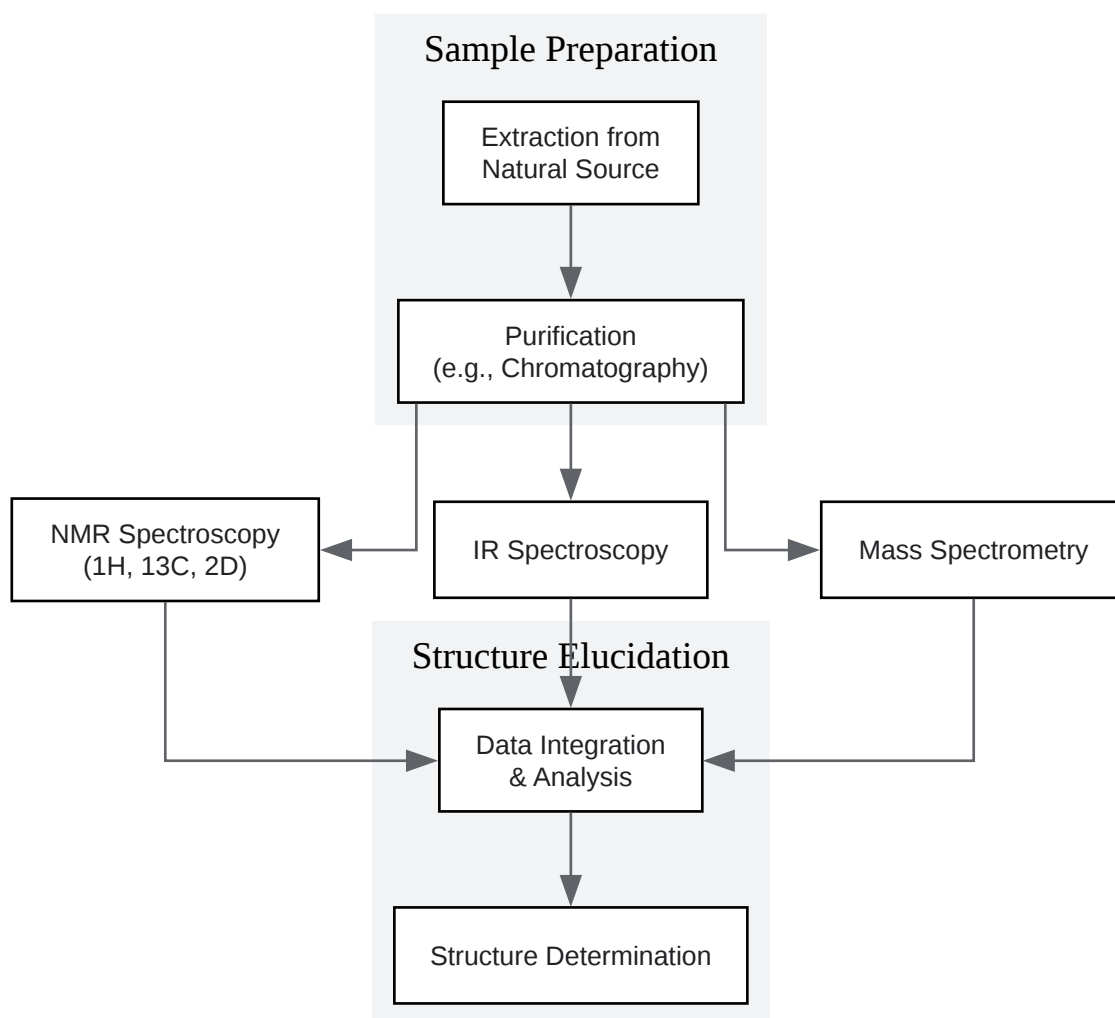 Sample Preparation
Extraction from
Natural Source
Purification
(e.g., Chromatography)
NMR Spectroscopy
(1H, 13C, 2D)
IR Spectroscopy
Mass Spectrometry
Structure Elucidation
Data Integration
& Analysis
Structure Determination